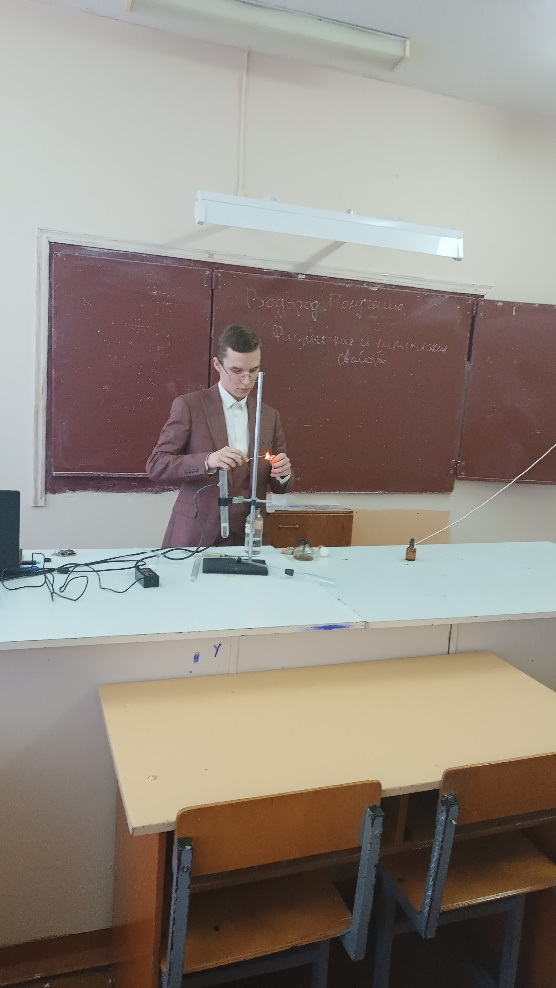 Водород. Получение
Физические и химические
свойства
У